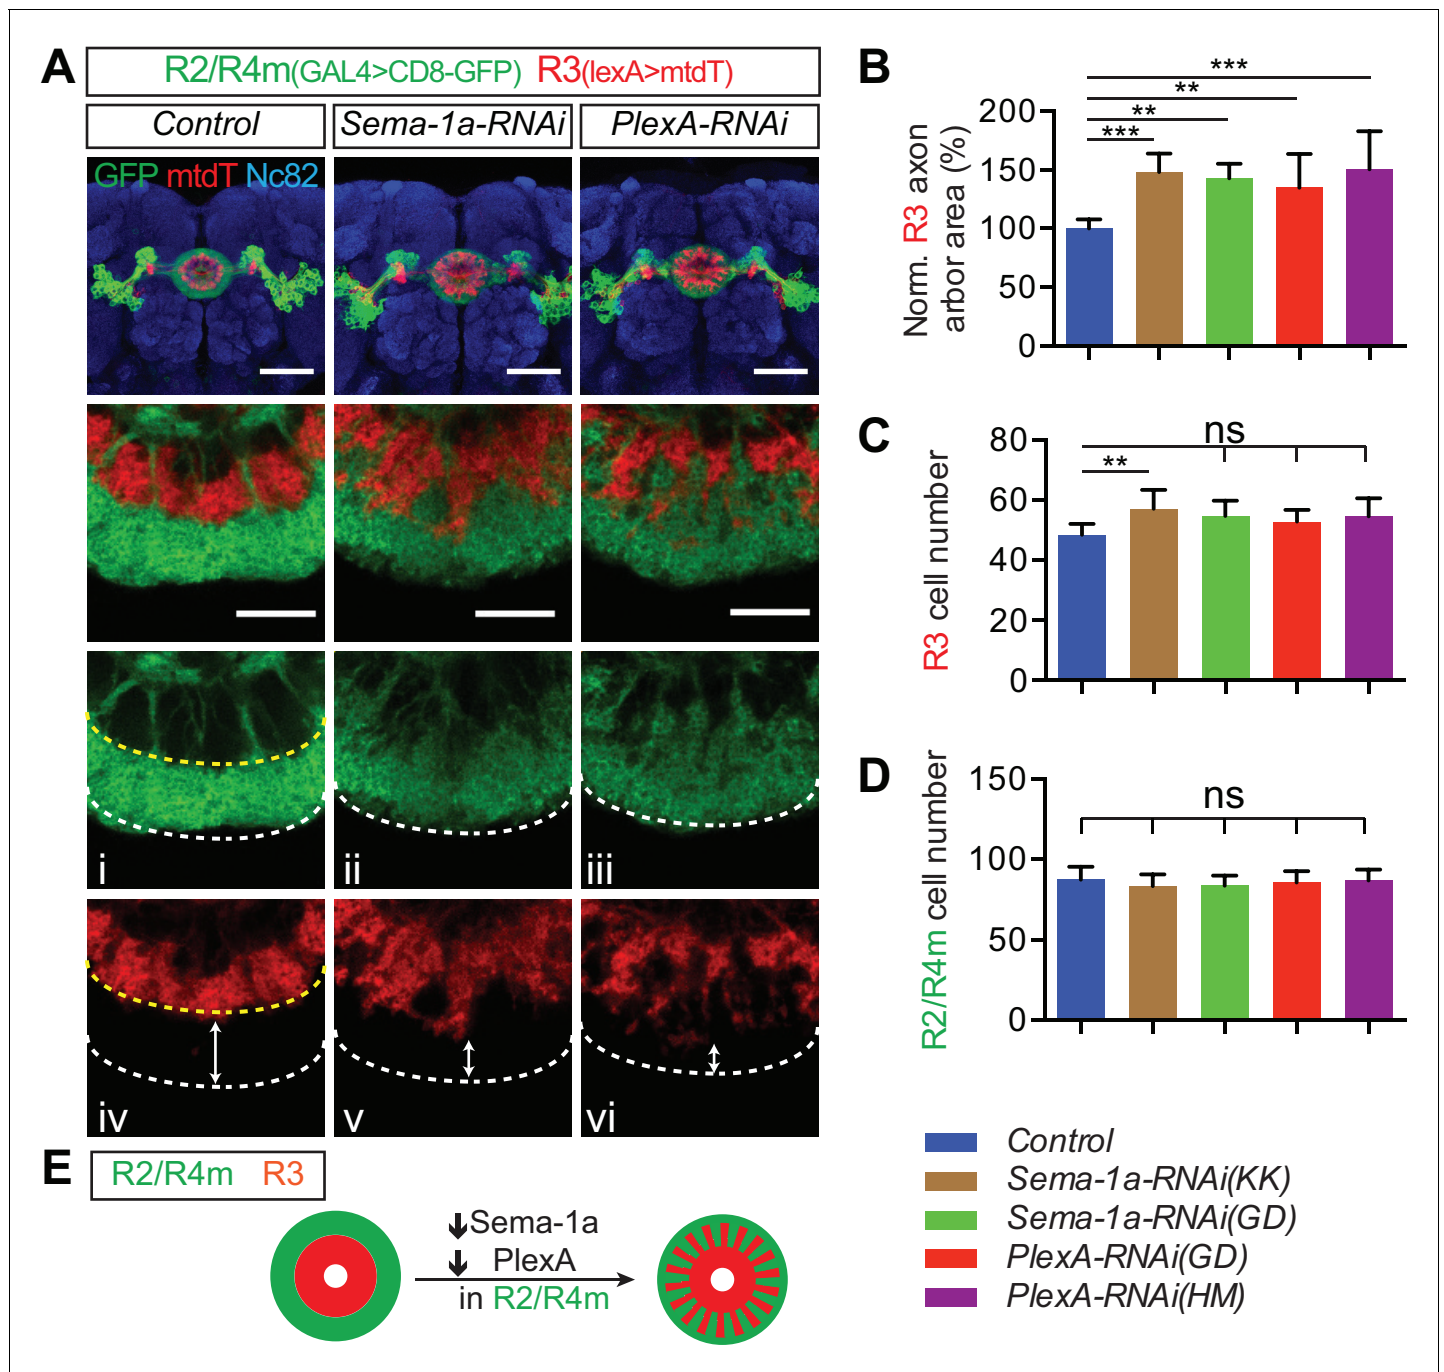 A
R2/R4m(GAL4>CD8-GFP) R3(lexA>mtdT)
Control
Sema-1a-RNAi
PlexA-RNAi
GFP mtdT Nc82
i
ii
iii
iv
v
vi
B
***
**
**
***
200
150
100
50
0
Norm. R3 axon
arbor area (%)
C
ns
**
80
60
40
20
0
R3 cell number
D
ns
150
100
50
0
R2/R4m cell number
Control
Sema-1a-RNAi(KK)
Sema-1a-RNAi(GD)
PlexA-RNAi(GD)
PlexA-RNAi(HM)
E
R2/R4m R3
↓Sema-1a
↓ PlexA
in R2/R4m